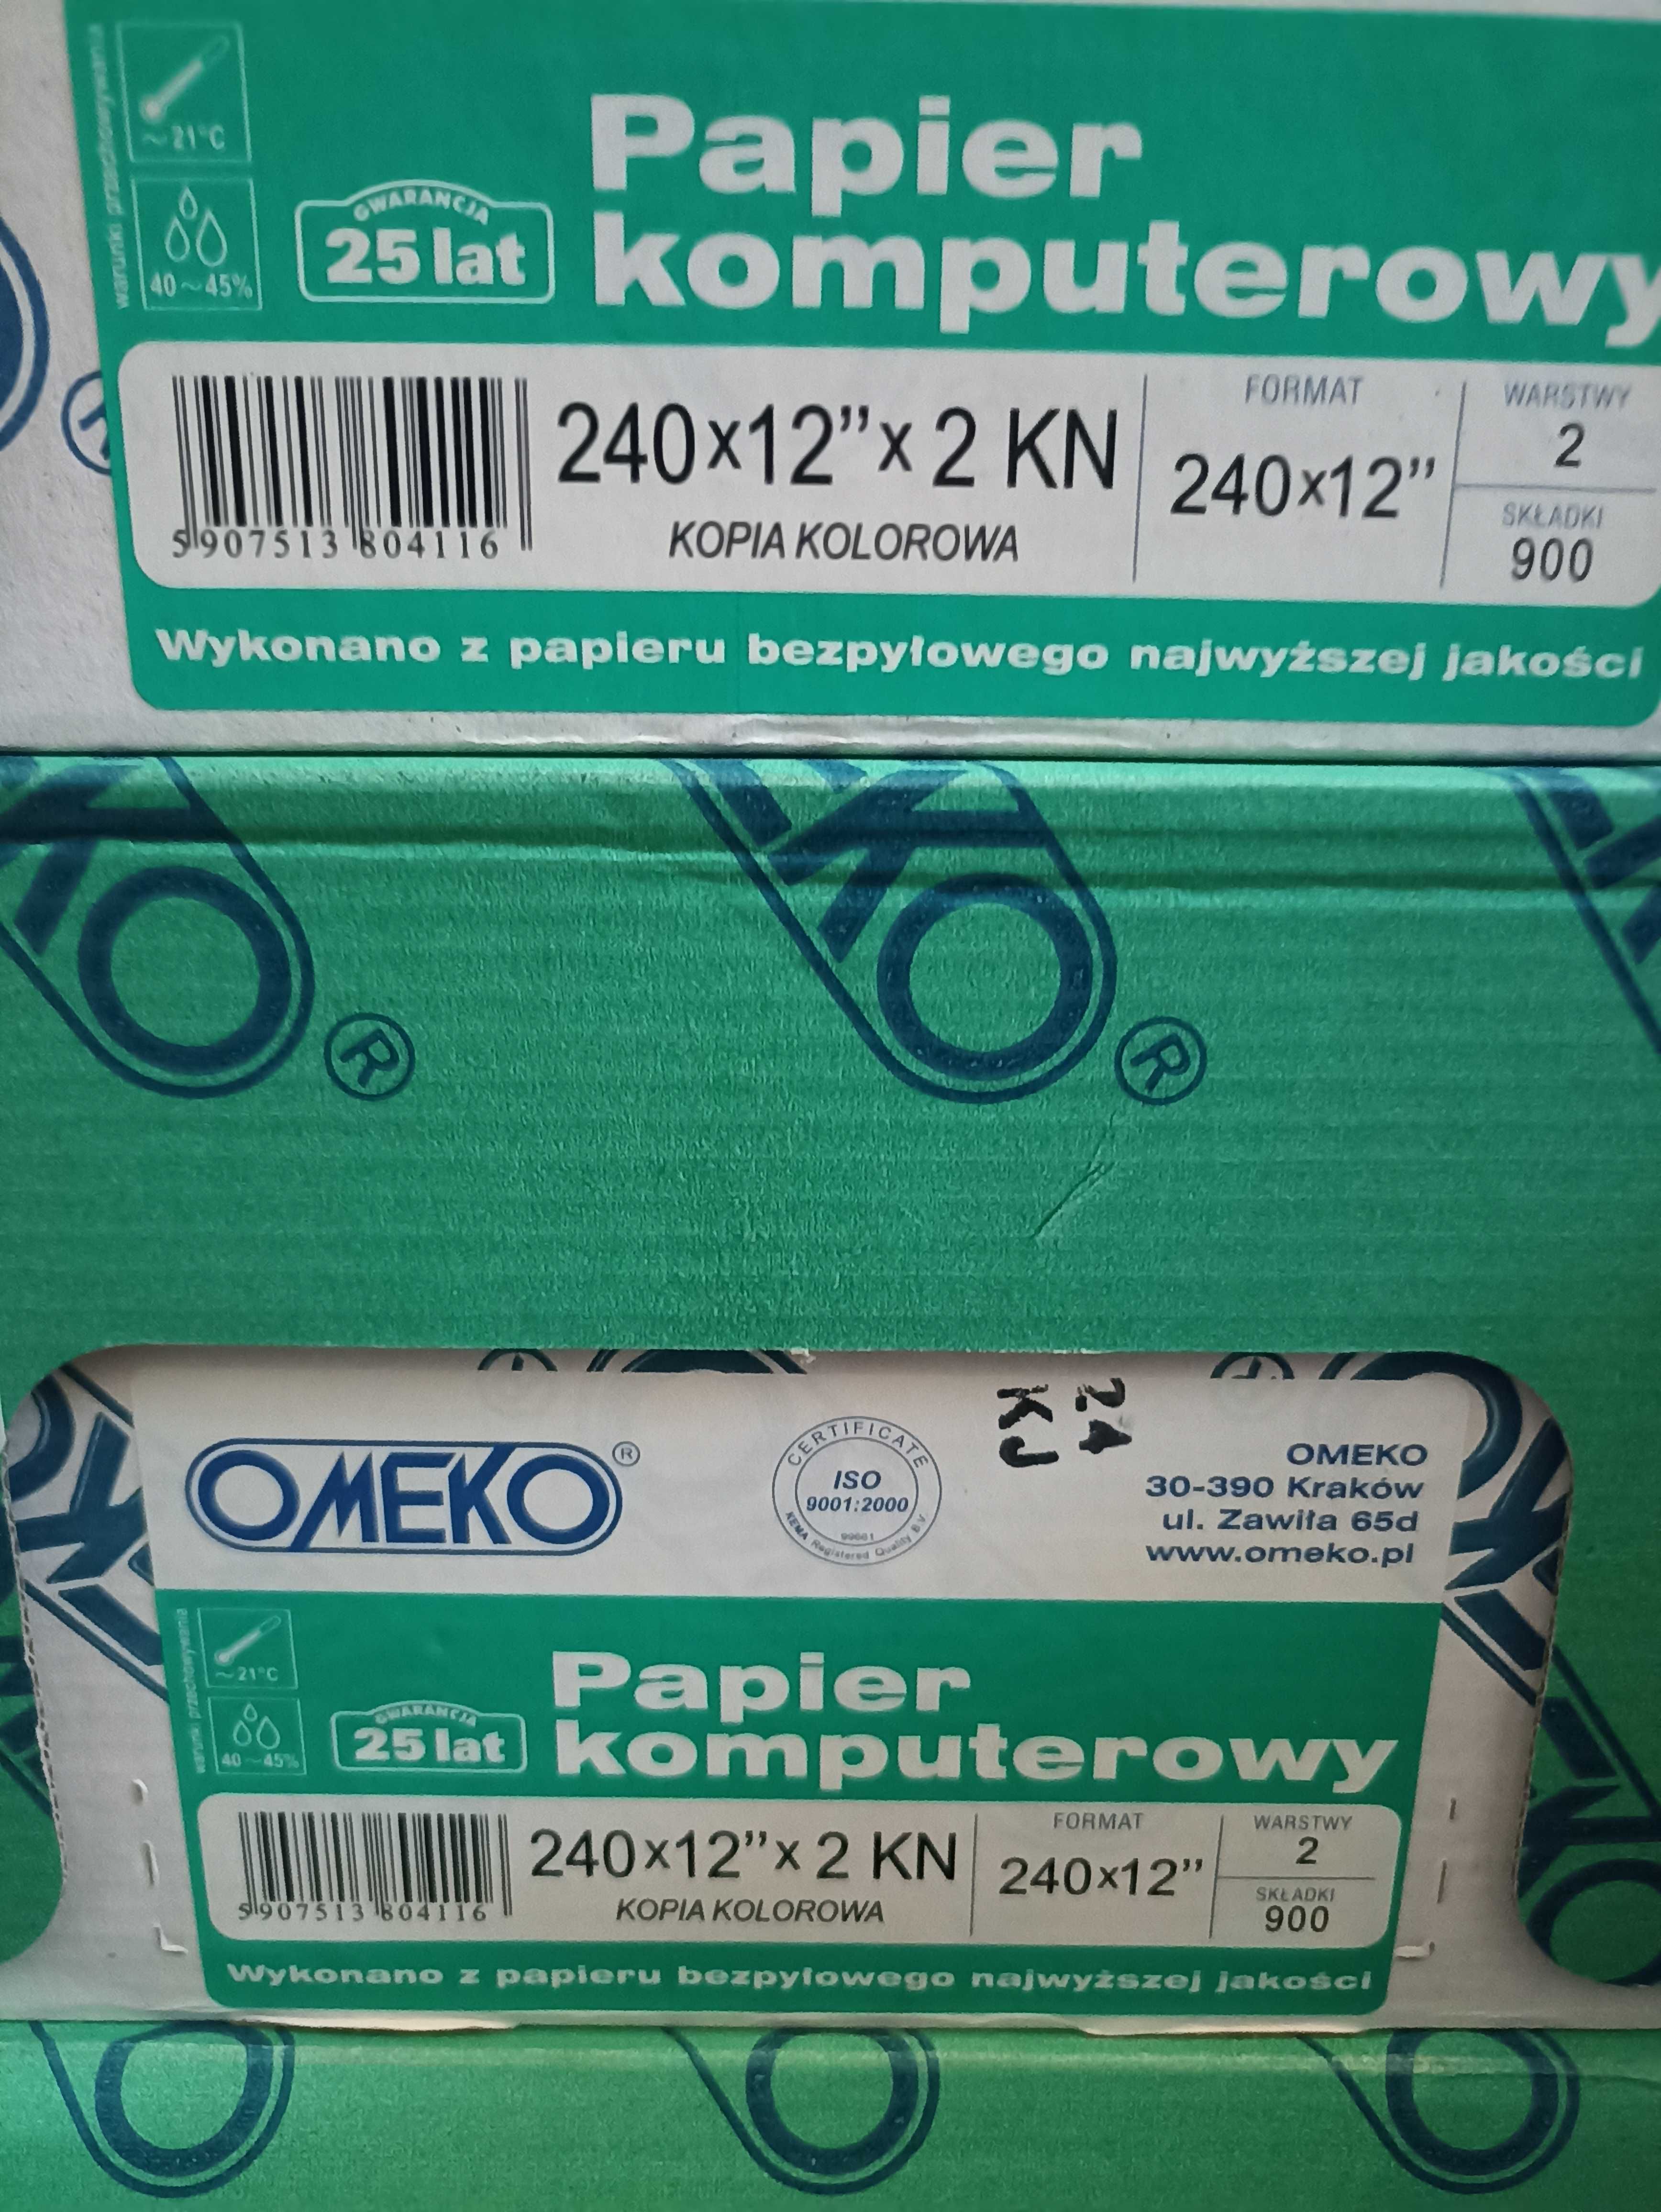 warunki przechowywania
~21°C
40~45%
GWARANCJA
25 lat
Papier
komputerowy
5 907513 804116
240x12”x 2 KN
KOPIA KOLOROWA
FORMAT
240x12”
WARSTWY
2
SKŁADKI
900
Wykonano z papieru bezpyłowego najwyższej jakości
KO ®
KO ®
OMEKO ®
CERTIFICATE
ISO
9001:2000
99661
KEMA Registered Quality B.V.
24
KJ
OMEKO
30-390 Kraków
ul. Zawiła 65d
www.omeko.pl
warunki przechowywania
~21°C
40~45%
GWARANCJA
25 lat
Papier
komputerowy
5 907513 804116
240x12”x 2 KN
KOPIA KOLOROWA
FORMAT
240x12”
WARSTWY
2
SKŁADKI
900
Wykonano z papieru bezpyłowego najwyższej jakości